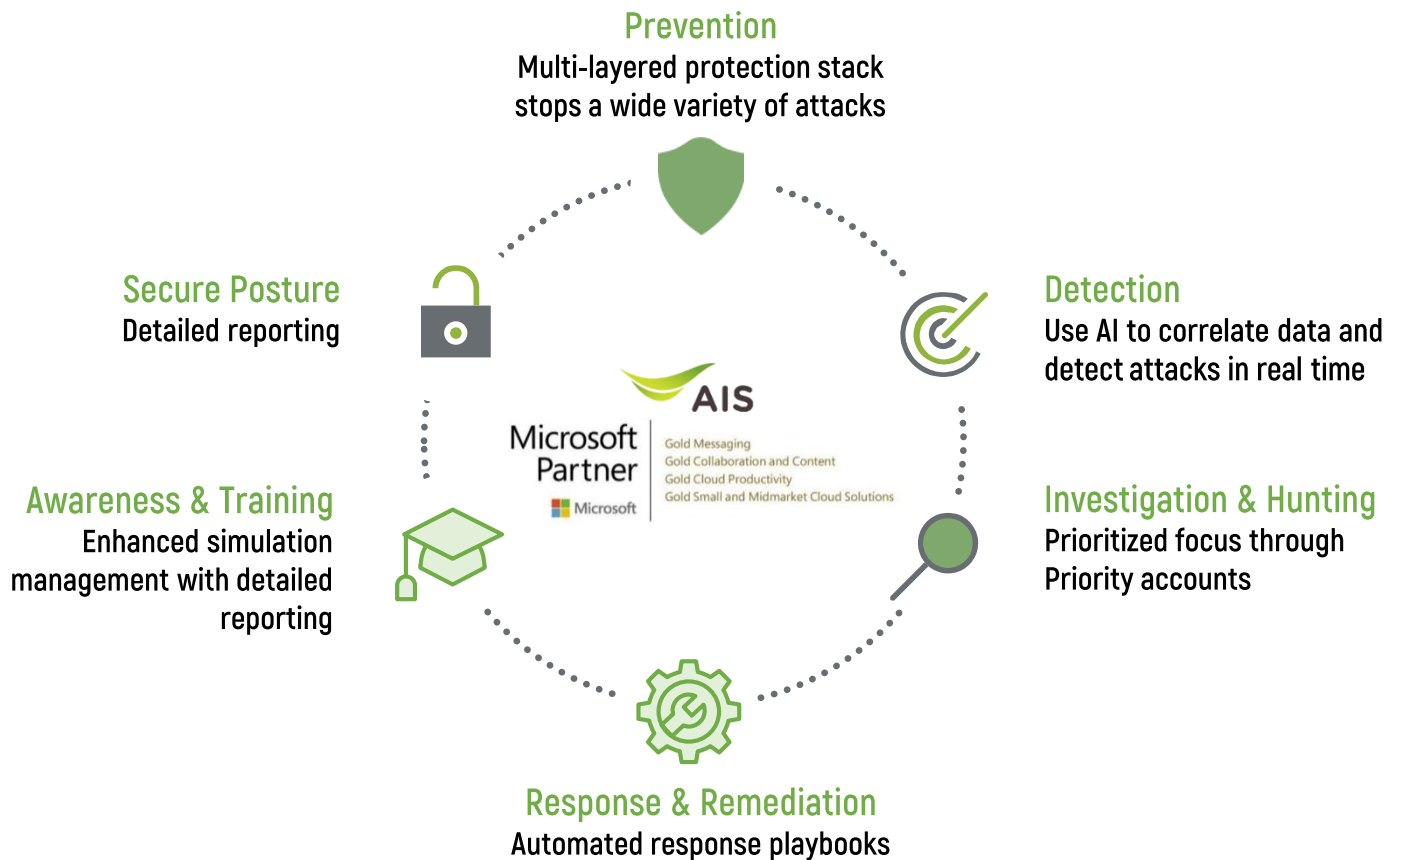 Prevention
Multi-layered protection stack
stops a wide variety of attacks
Secure Posture
Detailed reporting
Detection
Use AI to correlate data and
detect attacks in real time
AIS
Microsoft
Partner
Microsoft
Gold Messaging
Gold Collaboration and Content
Gold Cloud Productivity
Gold Small and Midmarket Cloud Solutions
Awareness & Training
Enhanced simulation
management with detailed
reporting
Investigation & Hunting
Prioritized focus through
Priority accounts
Response & Remediation
Automated response playbooks